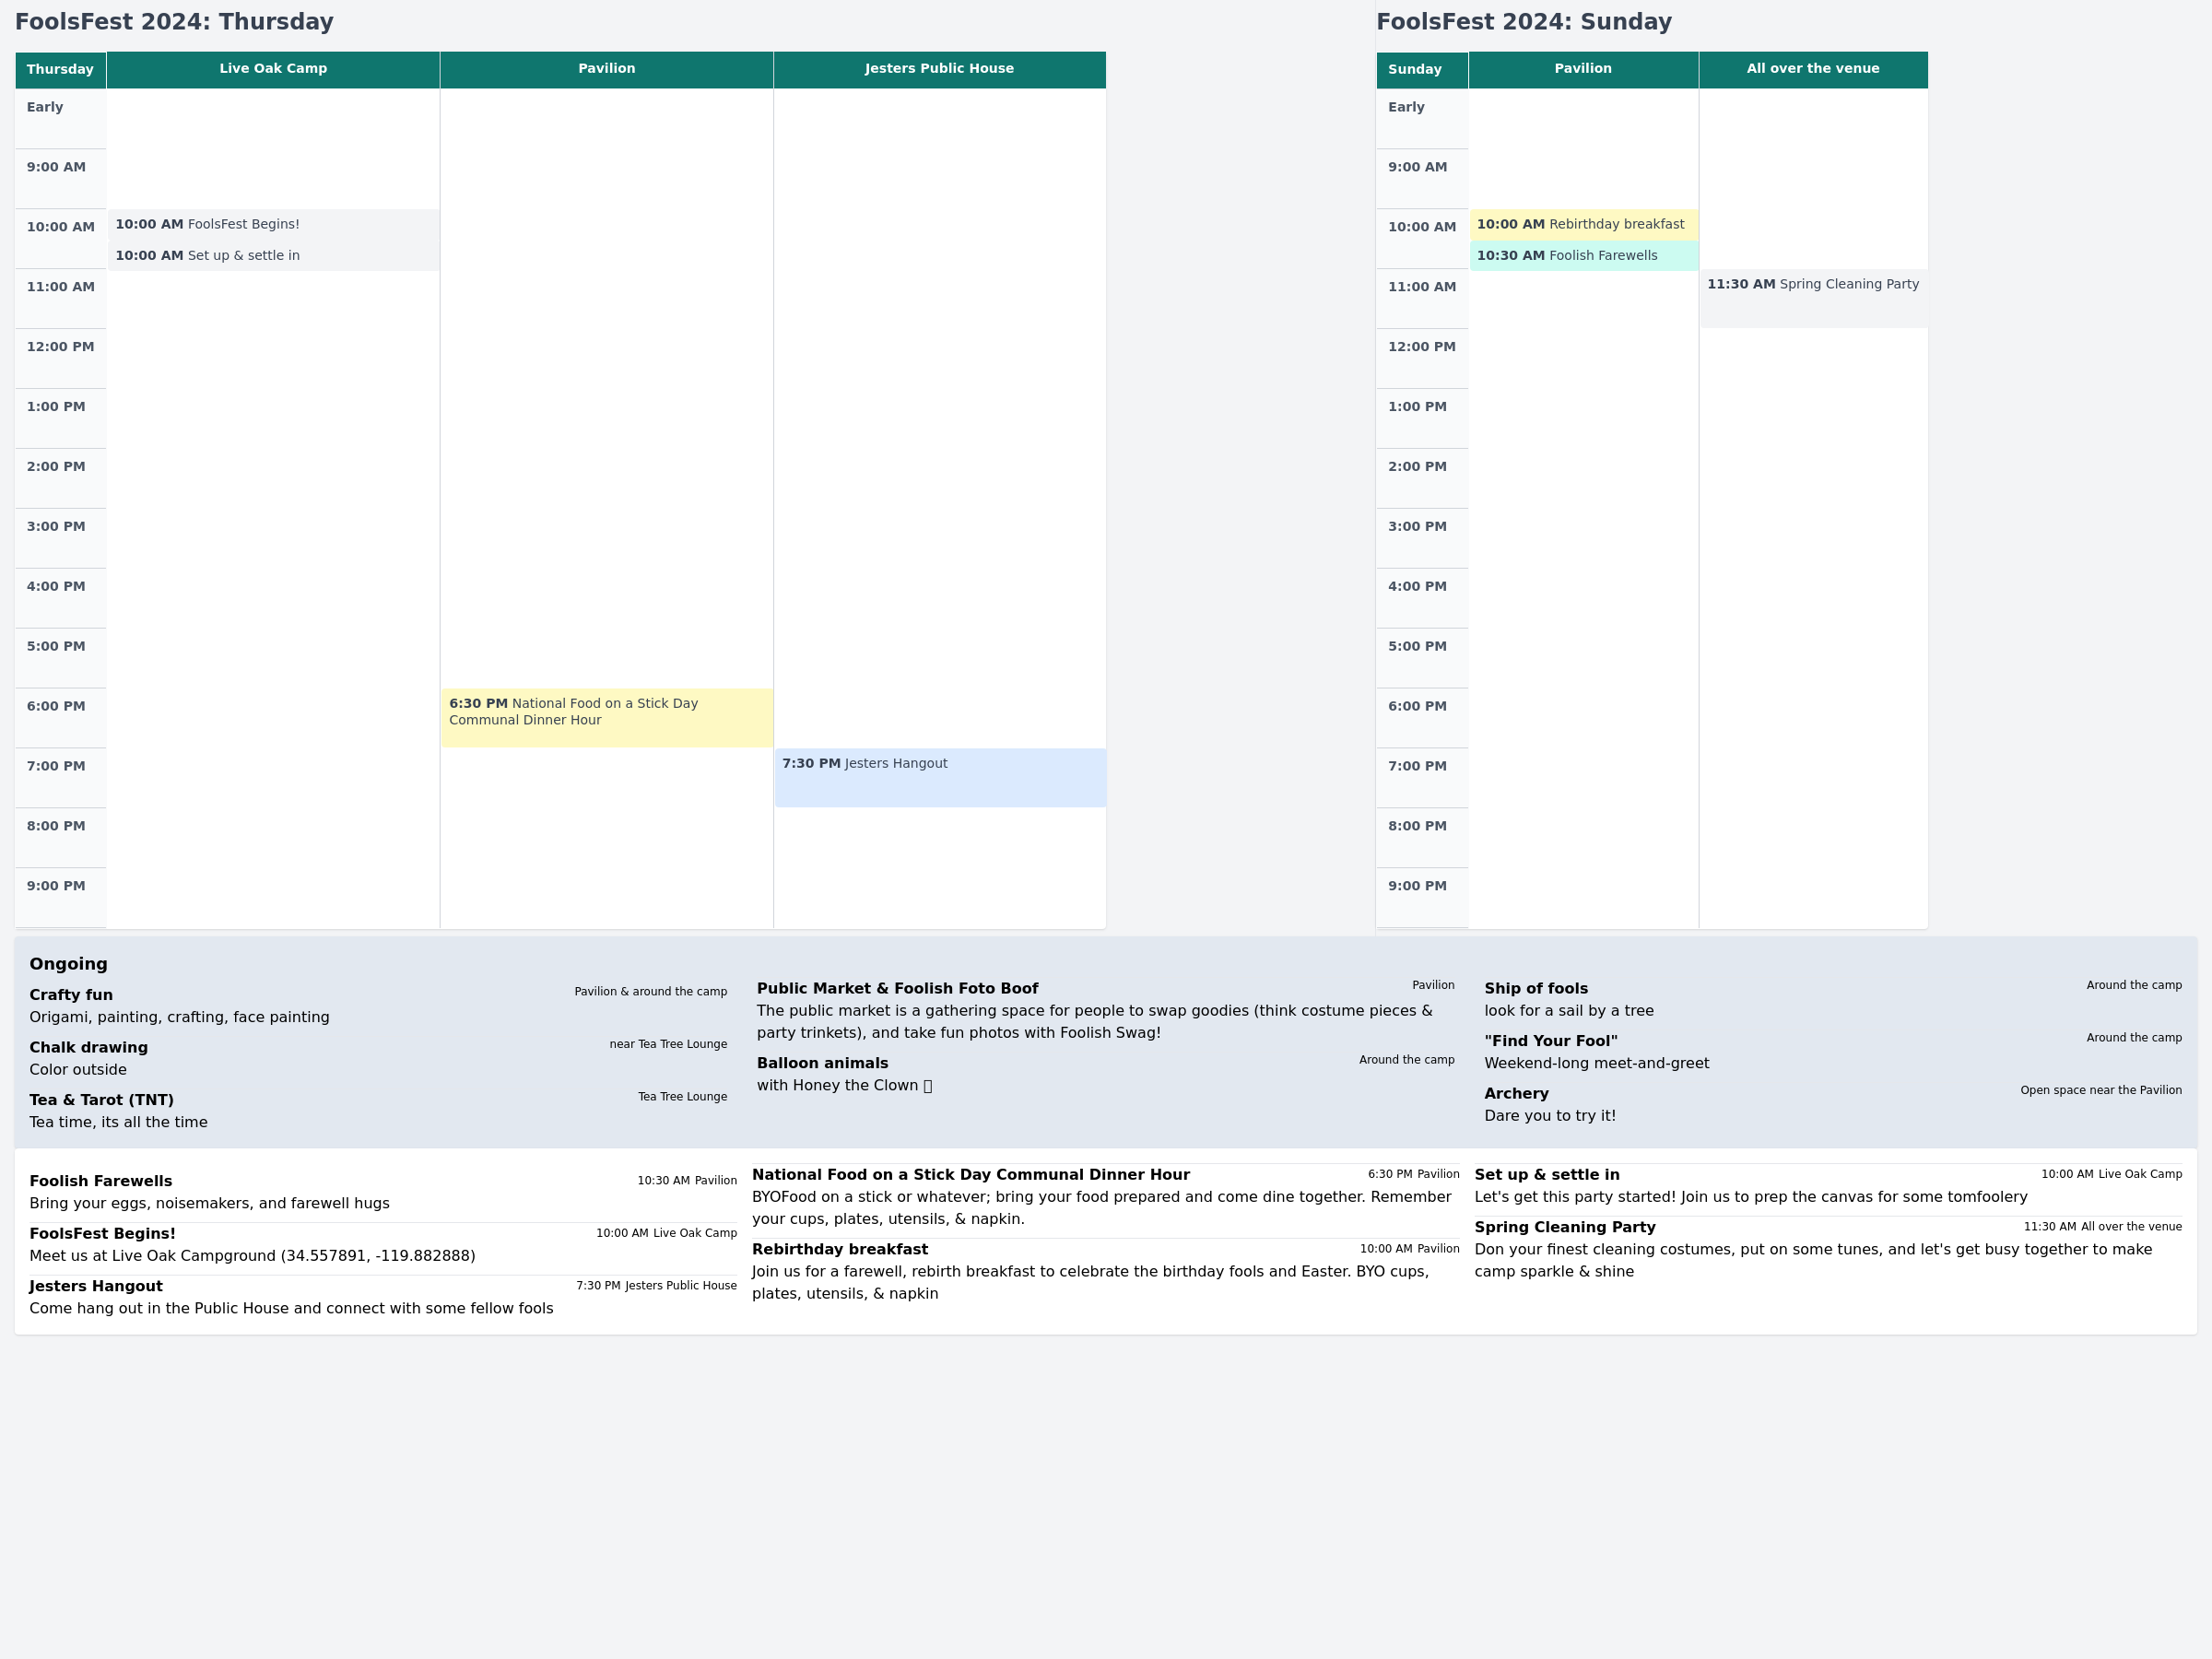 FoolsFest 2024: Thursday
Thursday
Live Oak Camp
Pavilion
Jesters Public House
Early
9:00 AM
10:00 AM
10:00 AM FoolsFest Begins!
10:00 AM Set up & settle in
11:00 AM
12:00 PM
1:00 PM
2:00 PM
3:00 PM
4:00 PM
5:00 PM
6:00 PM
6:30 PM National Food on a Stick Day
Communal Dinner Hour
7:00 PM
7:30 PM Jesters Hangout
8:00 PM
9:00 PM
FoolsFest 2024: Sunday
Sunday
Pavilion
All over the venue
Early
9:00 AM
10:00 AM
10:00 AM Rebirthday breakfast
10:30 AM Foolish Farewells
11:00 AM
11:30 AM Spring Cleaning Party
12:00 PM
1:00 PM
2:00 PM
3:00 PM
4:00 PM
5:00 PM
6:00 PM
7:00 PM
8:00 PM
9:00 PM
Ongoing
Crafty fun
Pavilion & around the camp
Origami, painting, crafting, face painting
Chalk drawing
near Tea Tree Lounge
Color outside
Tea & Tarot (TNT)
Tea Tree Lounge
Tea time, its all the time
Public Market & Foolish Foto Boof
Pavilion
The public market is a gathering space for people to swap goodies (think costume pieces &
party trinkets), and take fun photos with Foolish Swag!
Balloon animals
Around the camp
with Honey the Clown
Ship of fools
Around the camp
look for a sail by a tree
"Find Your Fool"
Around the camp
Weekend-long meet-and-greet
Archery
Open space near the Pavilion
Dare you to try it!
Foolish Farewells
10:30 AM Pavilion
Bring your eggs, noisemakers, and farewell hugs
FoolsFest Begins!
10:00 AM Live Oak Camp
Meet us at Live Oak Campground (34.557891, -119.882888)
Jesters Hangout
7:30 PM Jesters Public House
Come hang out in the Public House and connect with some fellow fools
National Food on a Stick Day Communal Dinner Hour
6:30 PM Pavilion
BYOFood on a stick or whatever; bring your food prepared and come dine together. Remember
your cups, plates, utensils, & napkin.
Rebirthday breakfast
10:00 AM Pavilion
Join us for a farewell, rebirth breakfast to celebrate the birthday fools and Easter. BYO cups,
plates, utensils, & napkin
Set up & settle in
10:00 AM Live Oak Camp
Let's get this party started! Join us to prep the canvas for some tomfoolery
Spring Cleaning Party
11:30 AM All over the venue
Don your finest cleaning costumes, put on some tunes, and let's get busy together to make
camp sparkle & shine